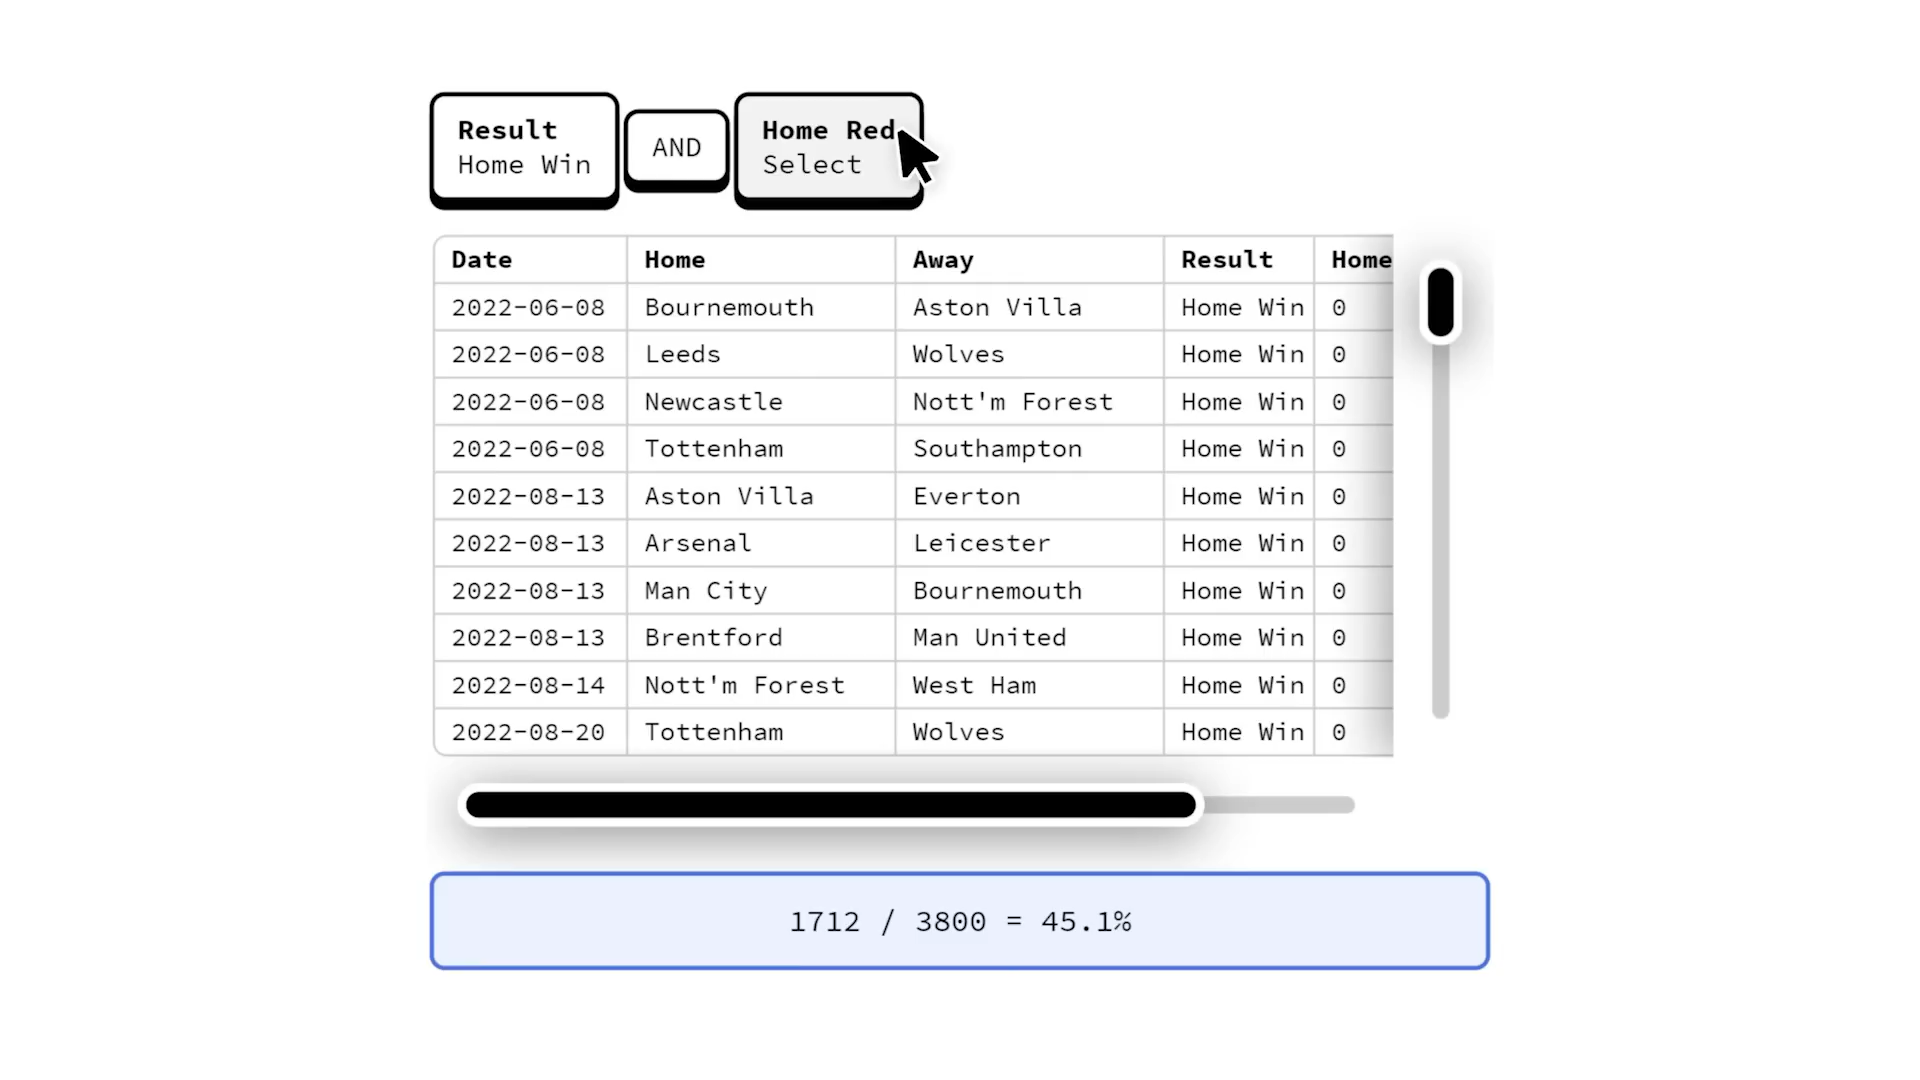 Result
Home Win
AND
Home Red
Select
Date Home Away Result Home
2022-06-08 Bournemouth Aston Villa Home Win 0
2022-06-08 Leeds Wolves Home Win 0
2022-06-08 Newcastle Nott'm Forest Home Win 0
2022-06-08 Tottenham Southampton Home Win 0
2022-08-13 Aston Villa Everton Home Win 0
2022-08-13 Arsenal Leicester Home Win 0
2022-08-13 Man City Bournemouth Home Win 0
2022-08-13 Brentford Man United Home Win 0
2022-08-14 Nott'm Forest West Ham Home Win 0
2022-08-20 Tottenham Wolves Home Win 0
1712 / 3800 = 45.1%